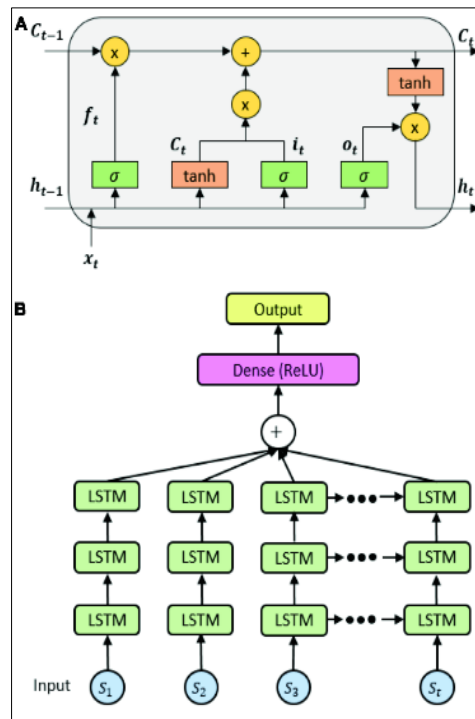 A
C_{t-1} x + C_t
tanh
x
x
f_t C_t i_t o_t
σ tanh σ σ
h_{t-1} h_t
x_t
B
Output
Dense (ReLU)
+
LSTM LSTM LSTM LSTM
LSTM LSTM LSTM LSTM
LSTM LSTM LSTM LSTM
Input S_1 S_2 S_3 S_t